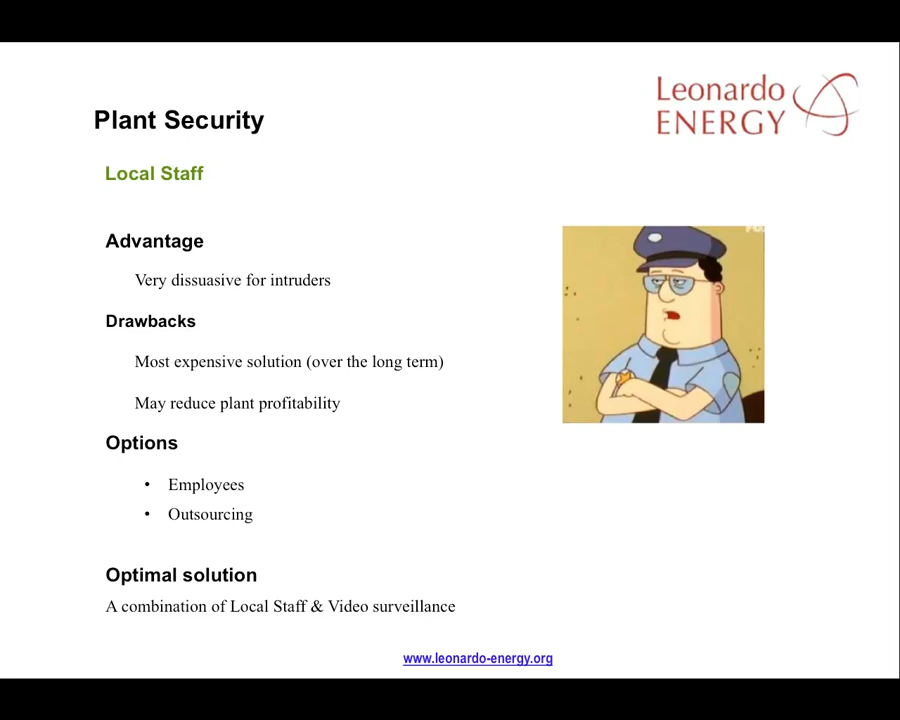 Leonardo
ENERGY
Plant Security
Local Staff
Advantage
Very dissuasive for intruders
Drawbacks
Most expensive solution (over the long term)
May reduce plant profitability
Options
• Employees
• Outsourcing
Optimal solution
A combination of Local Staff & Video surveillance
www.leonardo-energy.org